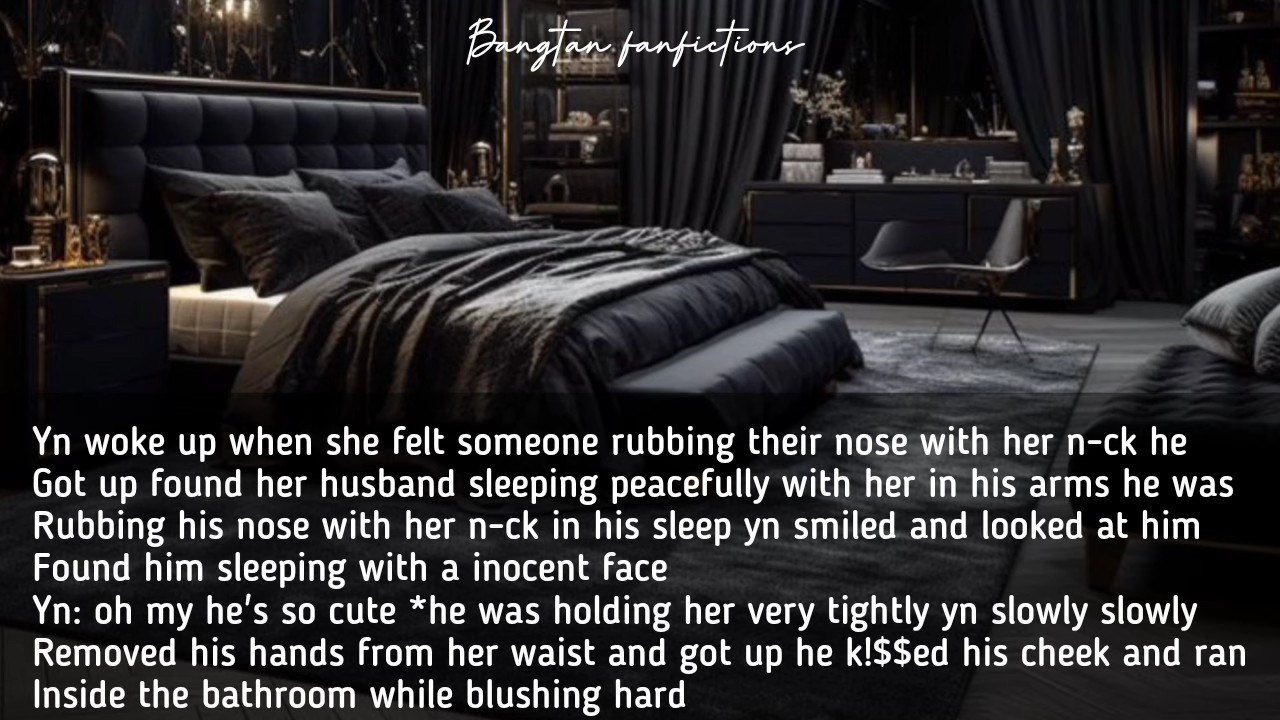 Bangtan fanfictions
Yn woke up when she felt someone rubbing their nose with her n-ck he
Got up found her husband sleeping peacefully with her in his arms he was
Rubbing his nose with her n-ck in his sleep yn smiled and looked at him
Found him sleeping with a inocent face
Yn: oh my he's so cute *he was holding her very tightly yn slowly slowly
Removed his hands from her waist and got up he k!$$ed his cheek and ran
Inside the bathroom while blushing hard